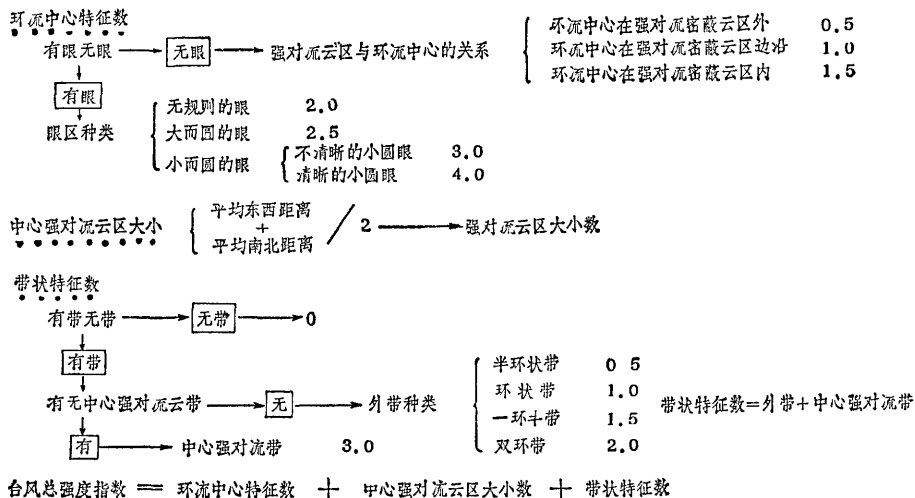 环流中心特征数
有眼无眼 无眼 强对流云区与环流中心的关系
环流中心在强对流密蔽云区外 0.5
环流中心在强对流密蔽云区边沿 1.0
环流中心在强对流密蔽云区内 1.5
有眼
眼区种类
无规则的眼 2.0
大而圆的眼 2.5
小而圆的眼
不清晰的小圆眼 3.0
清晰的小圆眼 4.0
中心强对流云区大小
平均东西距离
+
平均南北距离
/ 2 强对流云区大小数
带状特征数
有带无带 无带 0
有带
有无中心强对流云带 无 外带种类
半环状带 0 5
环状带 1.0
一环半带 1.5
双环带 2.0
带状特征数=外带+中心强对流带
有 中心强对流带 3.0
台风总强度指数 = 环流中心特征数 + 中心强对流云区大小数 + 带状特征数